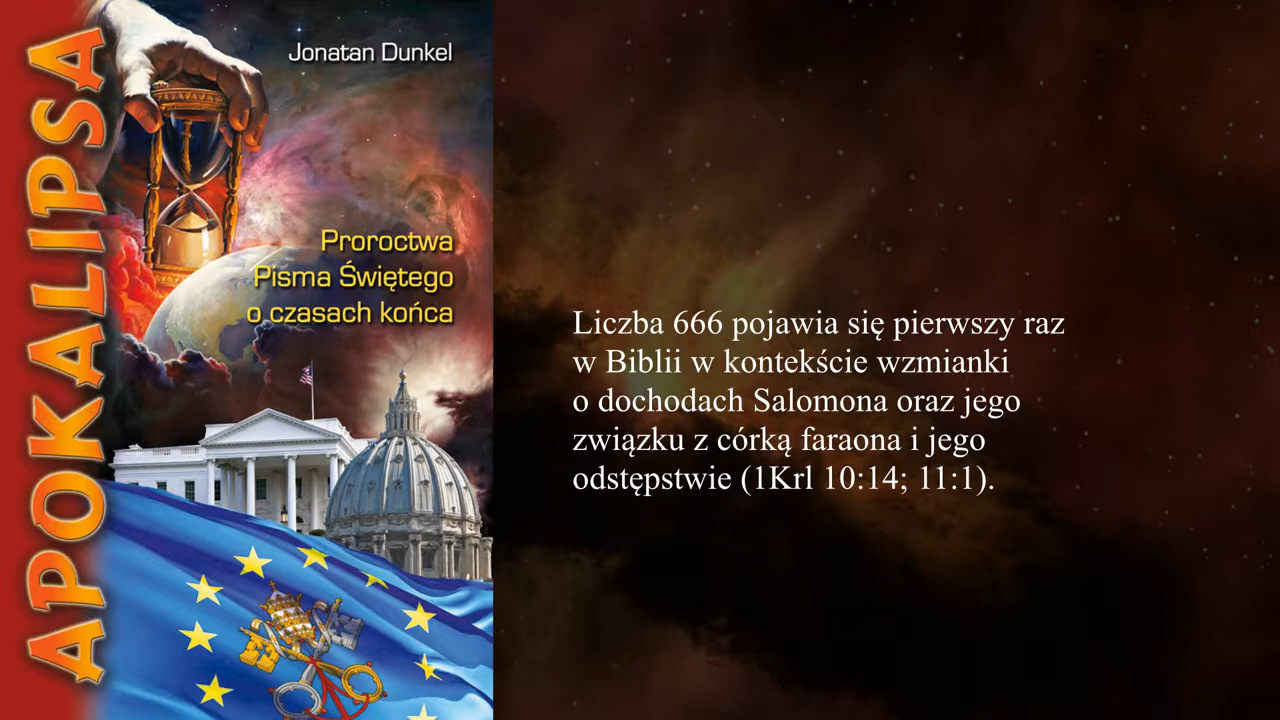 APOKALIPSA
Jonatan Dunkel
Proroctwa
Pisma Świętego
o czasach końca
Liczba 666 pojawia się pierwszy raz
w Biblii w kontekście wzmianki
o dochodach Salomona oraz jego
związku z córką faraona i jego
odstępstwie (1Krl 10:14; 11:1).